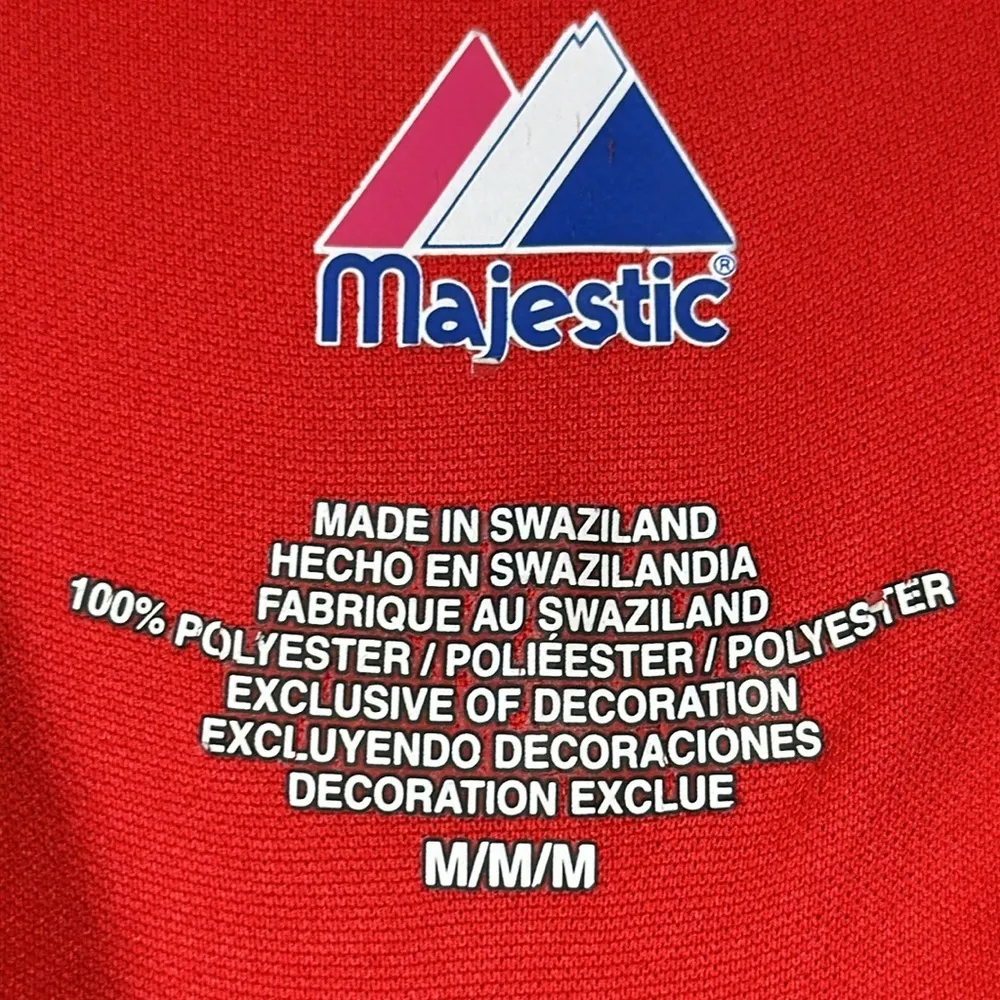 Majestic®
MADE IN SWAZILAND
HECHO EN SWAZILANDIA
FABRIQUE AU SWAZILAND
100% POLYESTER / POLIÉESTER / POLYESTER
EXCLUSIVE OF DECORATION
EXCLUYENDO DECORACIONES
DECORATION EXCLUE
M/M/M